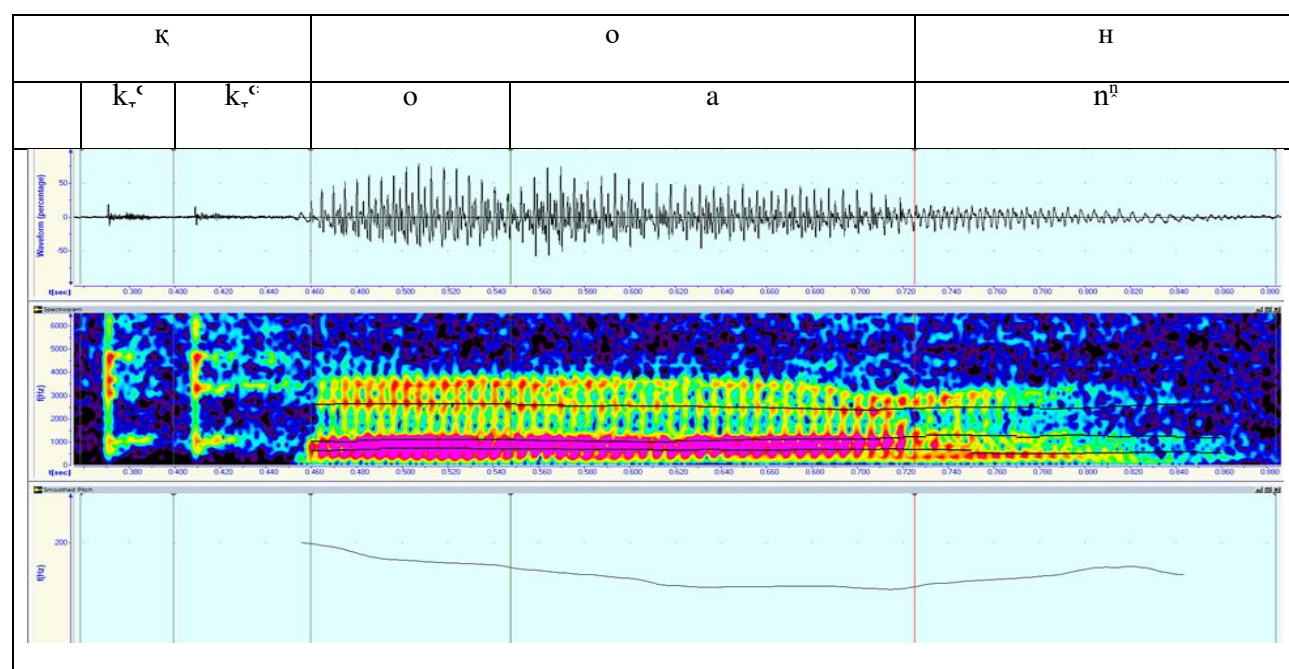 қ о н
k̞ʿ k̞ʿː o a nⁿ̭
Waveform (percentage)
50
0
-50
t[sec] 0.380 0.400 0.420 0.440 0.460 0.480 0.500 0.520 0.540 0.560 0.580 0.600 0.620 0.640 0.660 0.680 0.700 0.720 0.740 0.760 0.780 0.800 0.820 0.840 0.860 0.880
Spectrogram
6000
5000
4000
f(Hz)
3000
2000
1000
0
t[sec] 0.380 0.400 0.420 0.440 0.460 0.480 0.500 0.520 0.540 0.560 0.580 0.600 0.620 0.640 0.660 0.680 0.700 0.720 0.740 0.760 0.780 0.800 0.820 0.840 0.860 0.880
Smoothed Pitch
200
f(Hz)